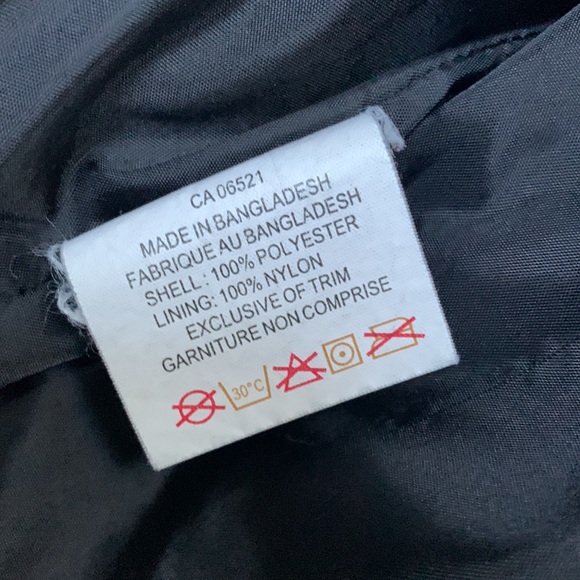 CA 06521
MADE IN BANGLADESH
FABRIQUE AU BANGLADESH
SHELL : 100% POLYESTER
LINING: 100% NYLON
EXCLUSIVE OF TRIM
GARNITURE NON COMPRISE
30°C